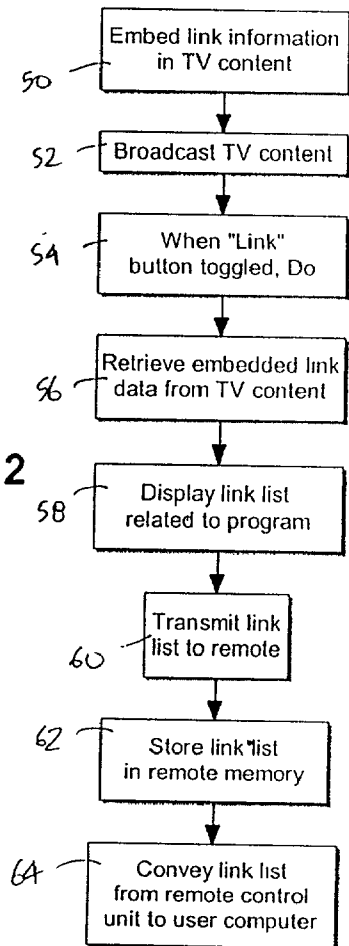 50
Embed link information
in TV content
52
Broadcast TV content
54
When "Link"
button toggled, Do
56
Retrieve embedded link
data from TV content
2
58
Display link list
related to program
60
Transmit link
list to remote
62
Store link list
in remote memory
64
Convey link list
from remote control
unit to user computer